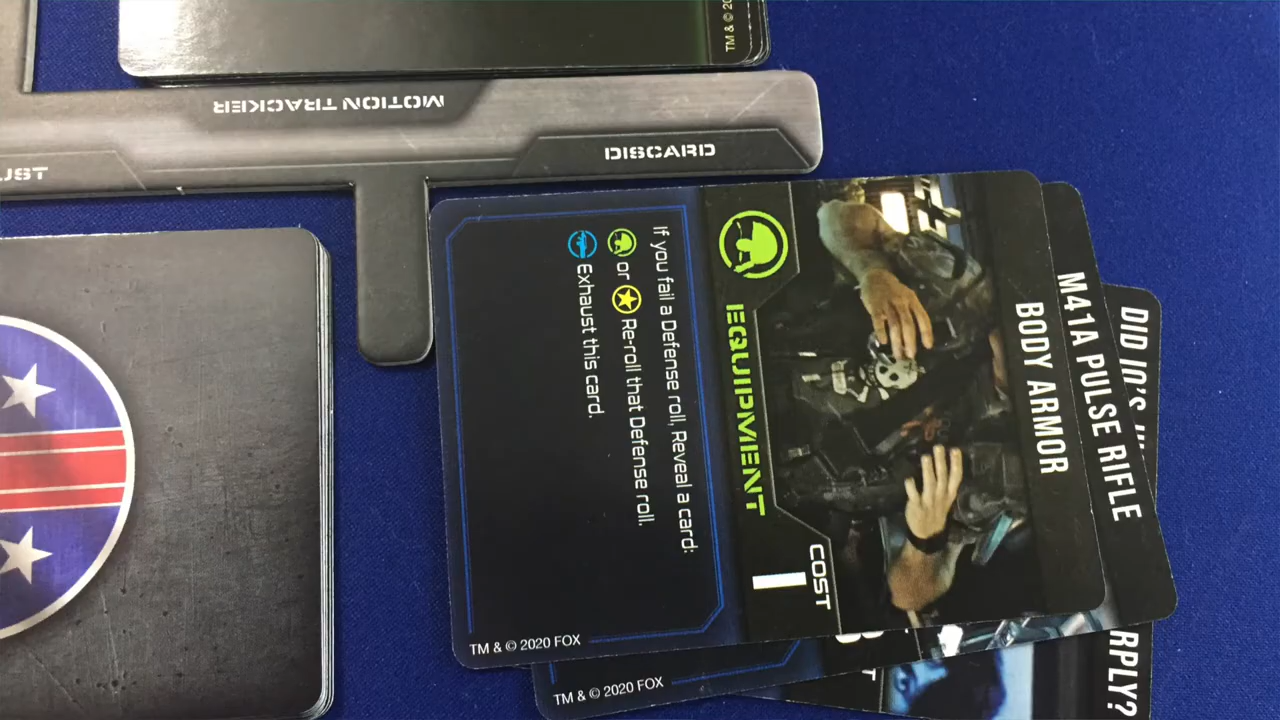 TM & © 20
MOTION TRACKER
DISCARD
UST
BODY ARMOR
COST
1
EQUIPMENT
If you fail a Defense roll, Reveal a card:
or Re-roll that Defense roll.
Exhaust this card.
TM & © 2020 FOX
M41A PULSE RIFLE
TM & © 2020 FOX
DID IQ'S
RPLY?